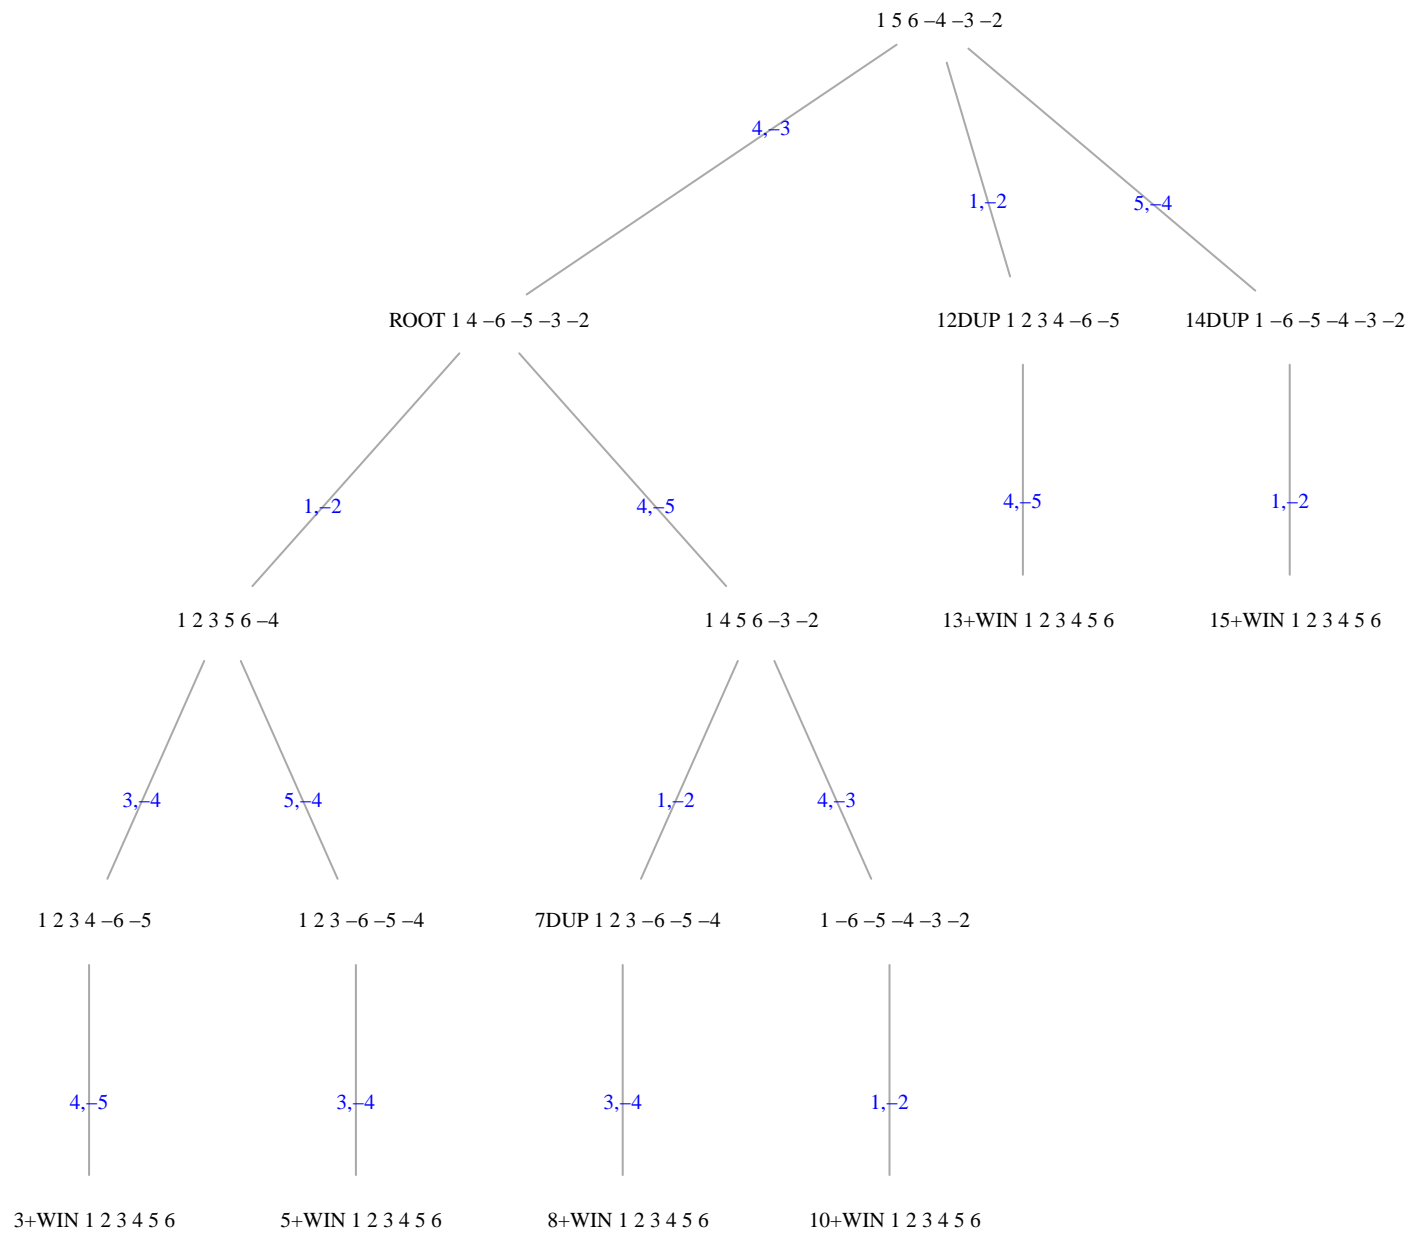 1 5 6 –4 –3 –2
4,–3
1,–2
5,–4
ROOT 1 4 –6 –5 –3 –2
12DUP 1 2 3 4 –6 –5
14DUP 1 –6 –5 –4 –3 –2
1,–2
4,–5
4,–5
1,–2
1 2 3 5 6 –4
1 4 5 6 –3 –2
13+WIN 1 2 3 4 5 6
15+WIN 1 2 3 4 5 6
3,–4
5,–4
1,–2
4,–3
1 2 3 4 –6 –5
1 2 3 –6 –5 –4
7DUP 1 2 3 –6 –5 –4
1 –6 –5 –4 –3 –2
4,–5
3,–4
3,–4
1,–2
3+WIN 1 2 3 4 5 6
5+WIN 1 2 3 4 5 6
8+WIN 1 2 3 4 5 6
10+WIN 1 2 3 4 5 6